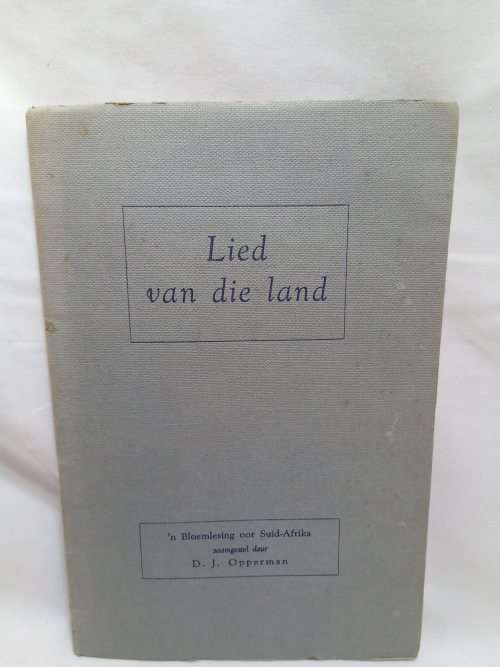 Lied
van die land
'n Bloemlesing oor Suid-Afrika
saamgestel deur
D. J. Opperman